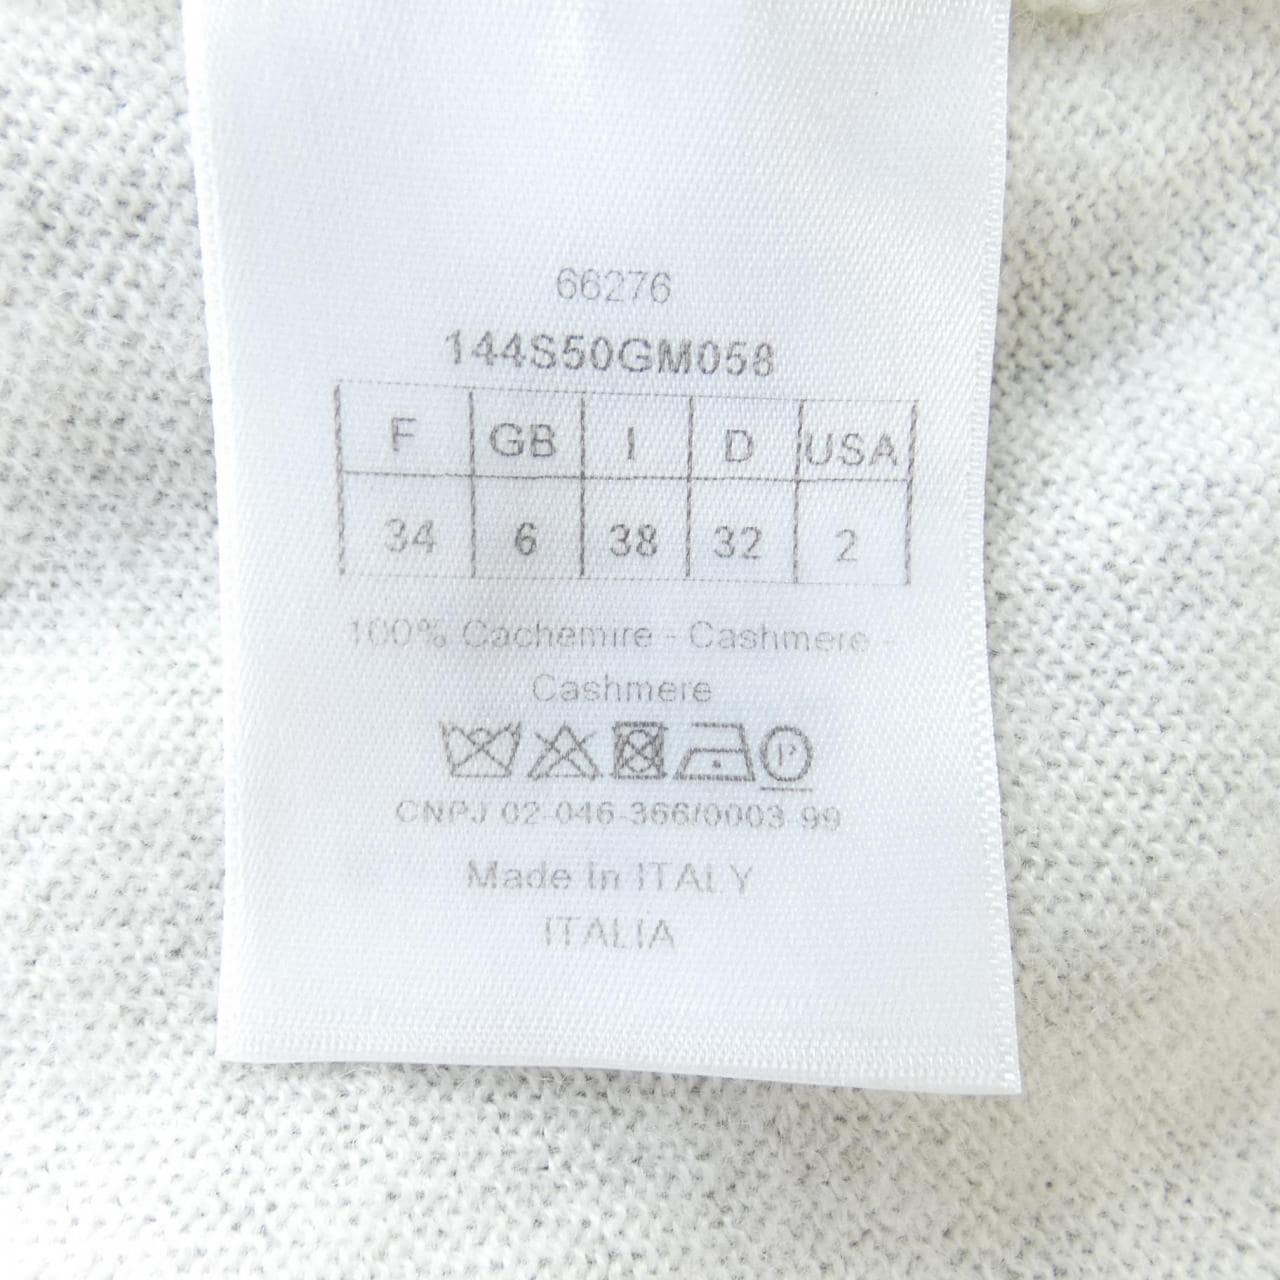 66276
144S50GM058
F GB I D USA
34 6 38 32 2
100% Cachemire - Cashmere -
Cashmere
P
CNPJ 02-046-366/0003-99
Made in ITALY
ITALIA